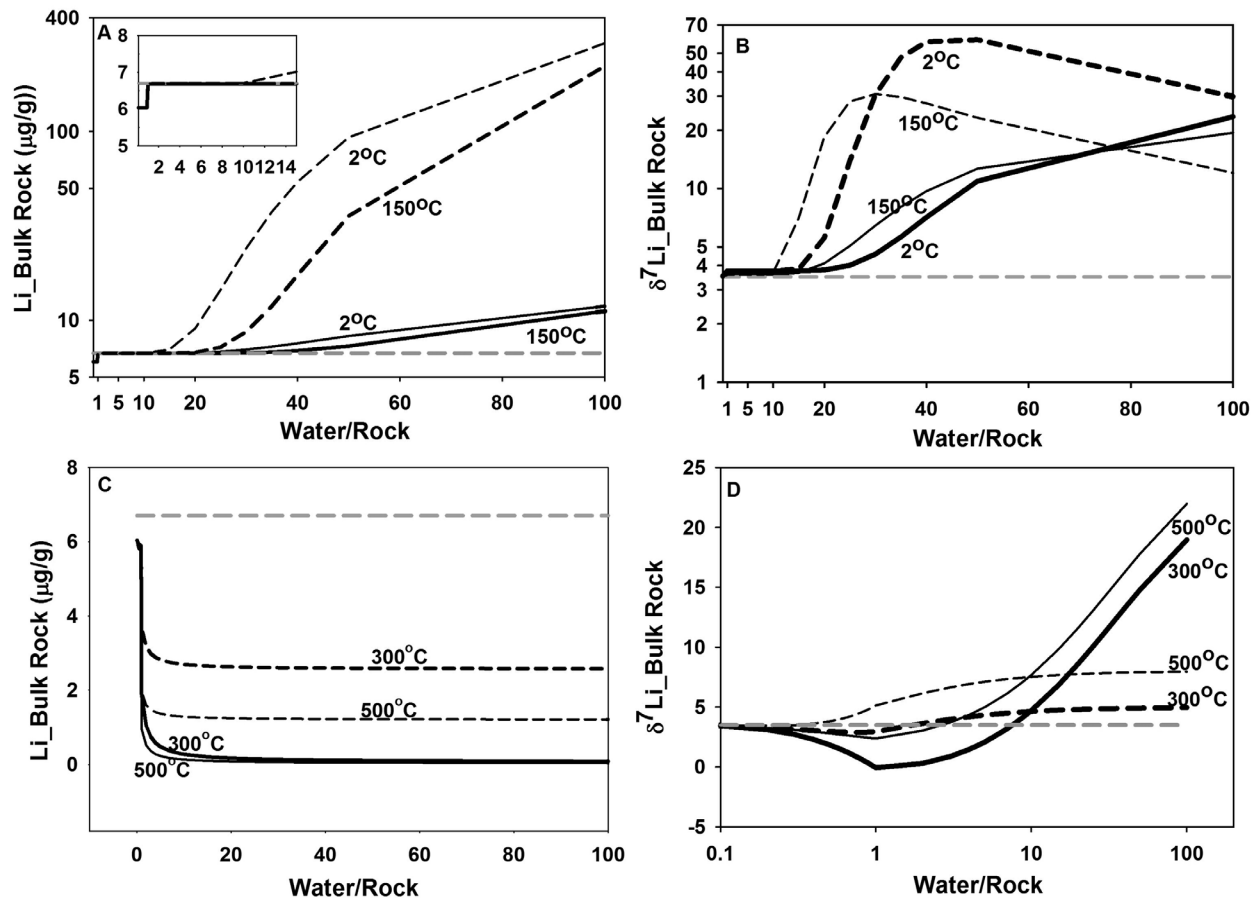 A
Li_Bulk Rock (µg/g))
400
100
50
10
5
8
7
6
5
2 4 6 8 10 12 14
2°C
150°C
2°C
150°C
1 5 10 20 40 60 80 100
Water/Rock
B
δ⁷Li_Bulk Rock
70
50
40
30
20
10
5
4
3
2
1
2°C
150°C
150°C
2°C
1 5 10 20 40 60 80 100
Water/Rock
C
Li_Bulk Rock (µg/g)
8
6
4
2
0
300°C
500°C
300°C
500°C
0 20 40 60 80 100
Water/Rock
D
δ⁷Li_Bulk Rock
25
20
15
10
5
0
-5
500°C
300°C
500°C
300°C
0.1 1 10 100
Water/Rock